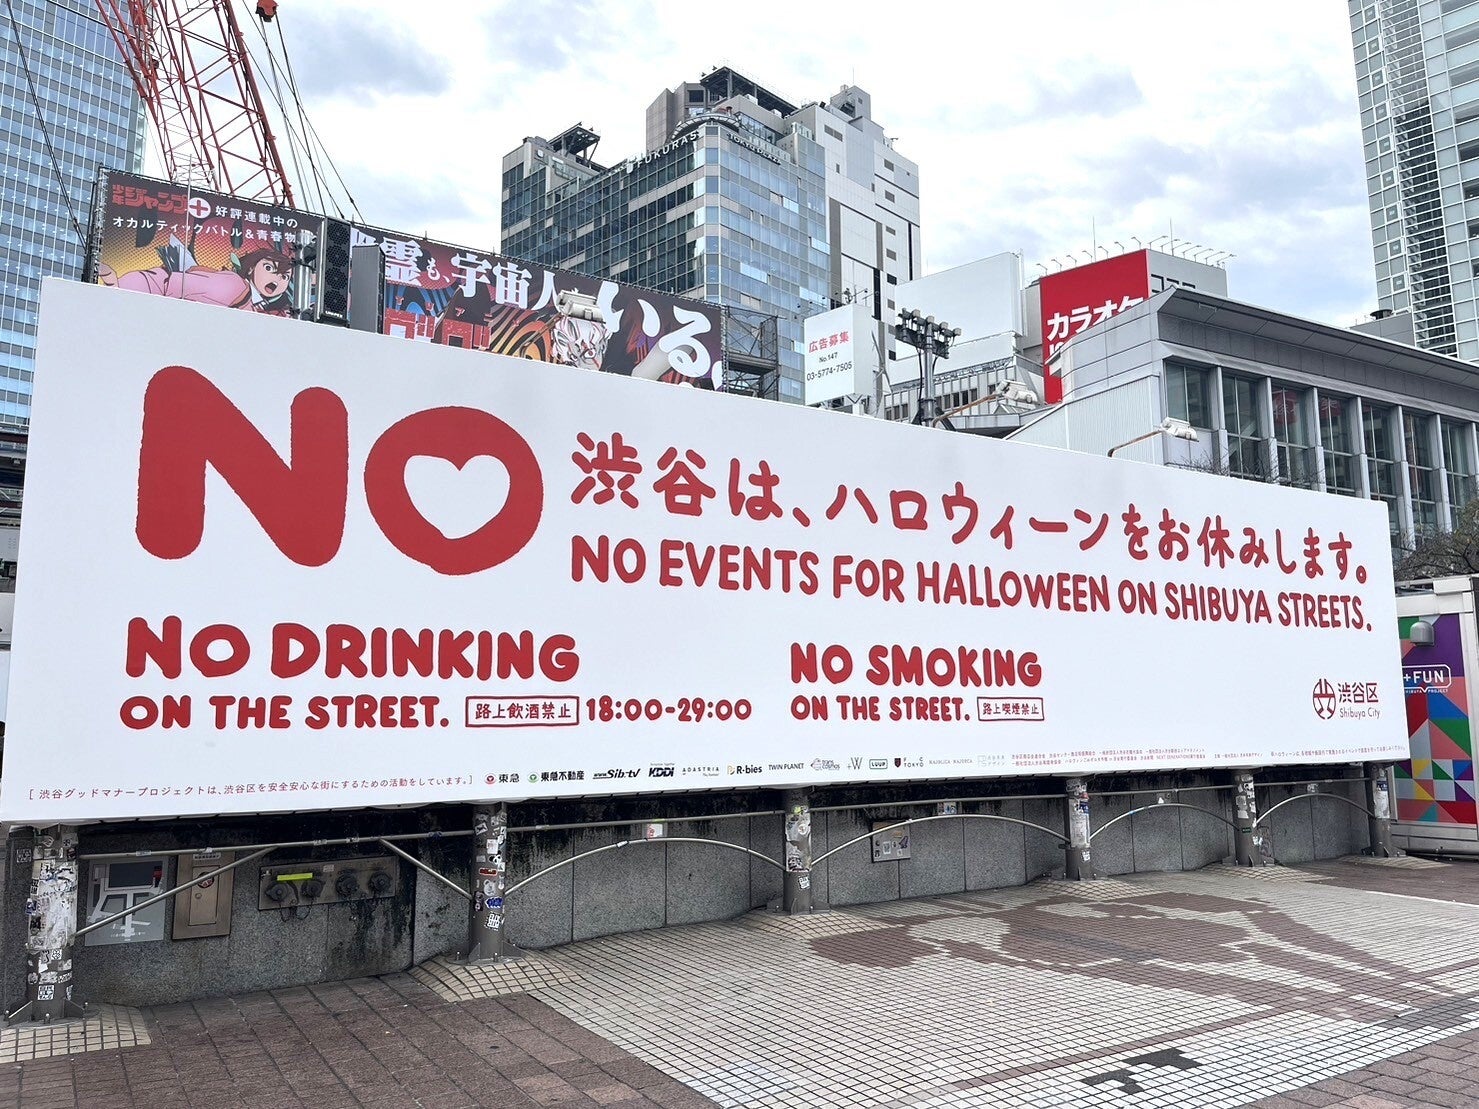 FUKURAS
TOKYU PLAZA
少年ジャンプ+
好評連載中の
オカルティックバトル&青春物
霊も、宇宙人も
いる。
広告募集
No.147
03-5774-7505
カラオケ
NO
渋谷は、ハロウィーンをお休みします。
NO EVENTS FOR HALLOWEEN ON SHIBUYA STREETS.
NO DRINKING
ON THE STREET. 路上飲酒禁止 18:00-29:00
NO SMOKING
ON THE STREET. 路上喫煙禁止
渋谷区
Shibuya City
+FUN
[ 渋谷グッドマナープロジェクトは、渋谷区を安全安心な街にするための活動をしています。]
東急 東急不動産 www.Sib-tv KDDI ADASTRIA R-bies TWIN PLANET +W LUUP TOKYO